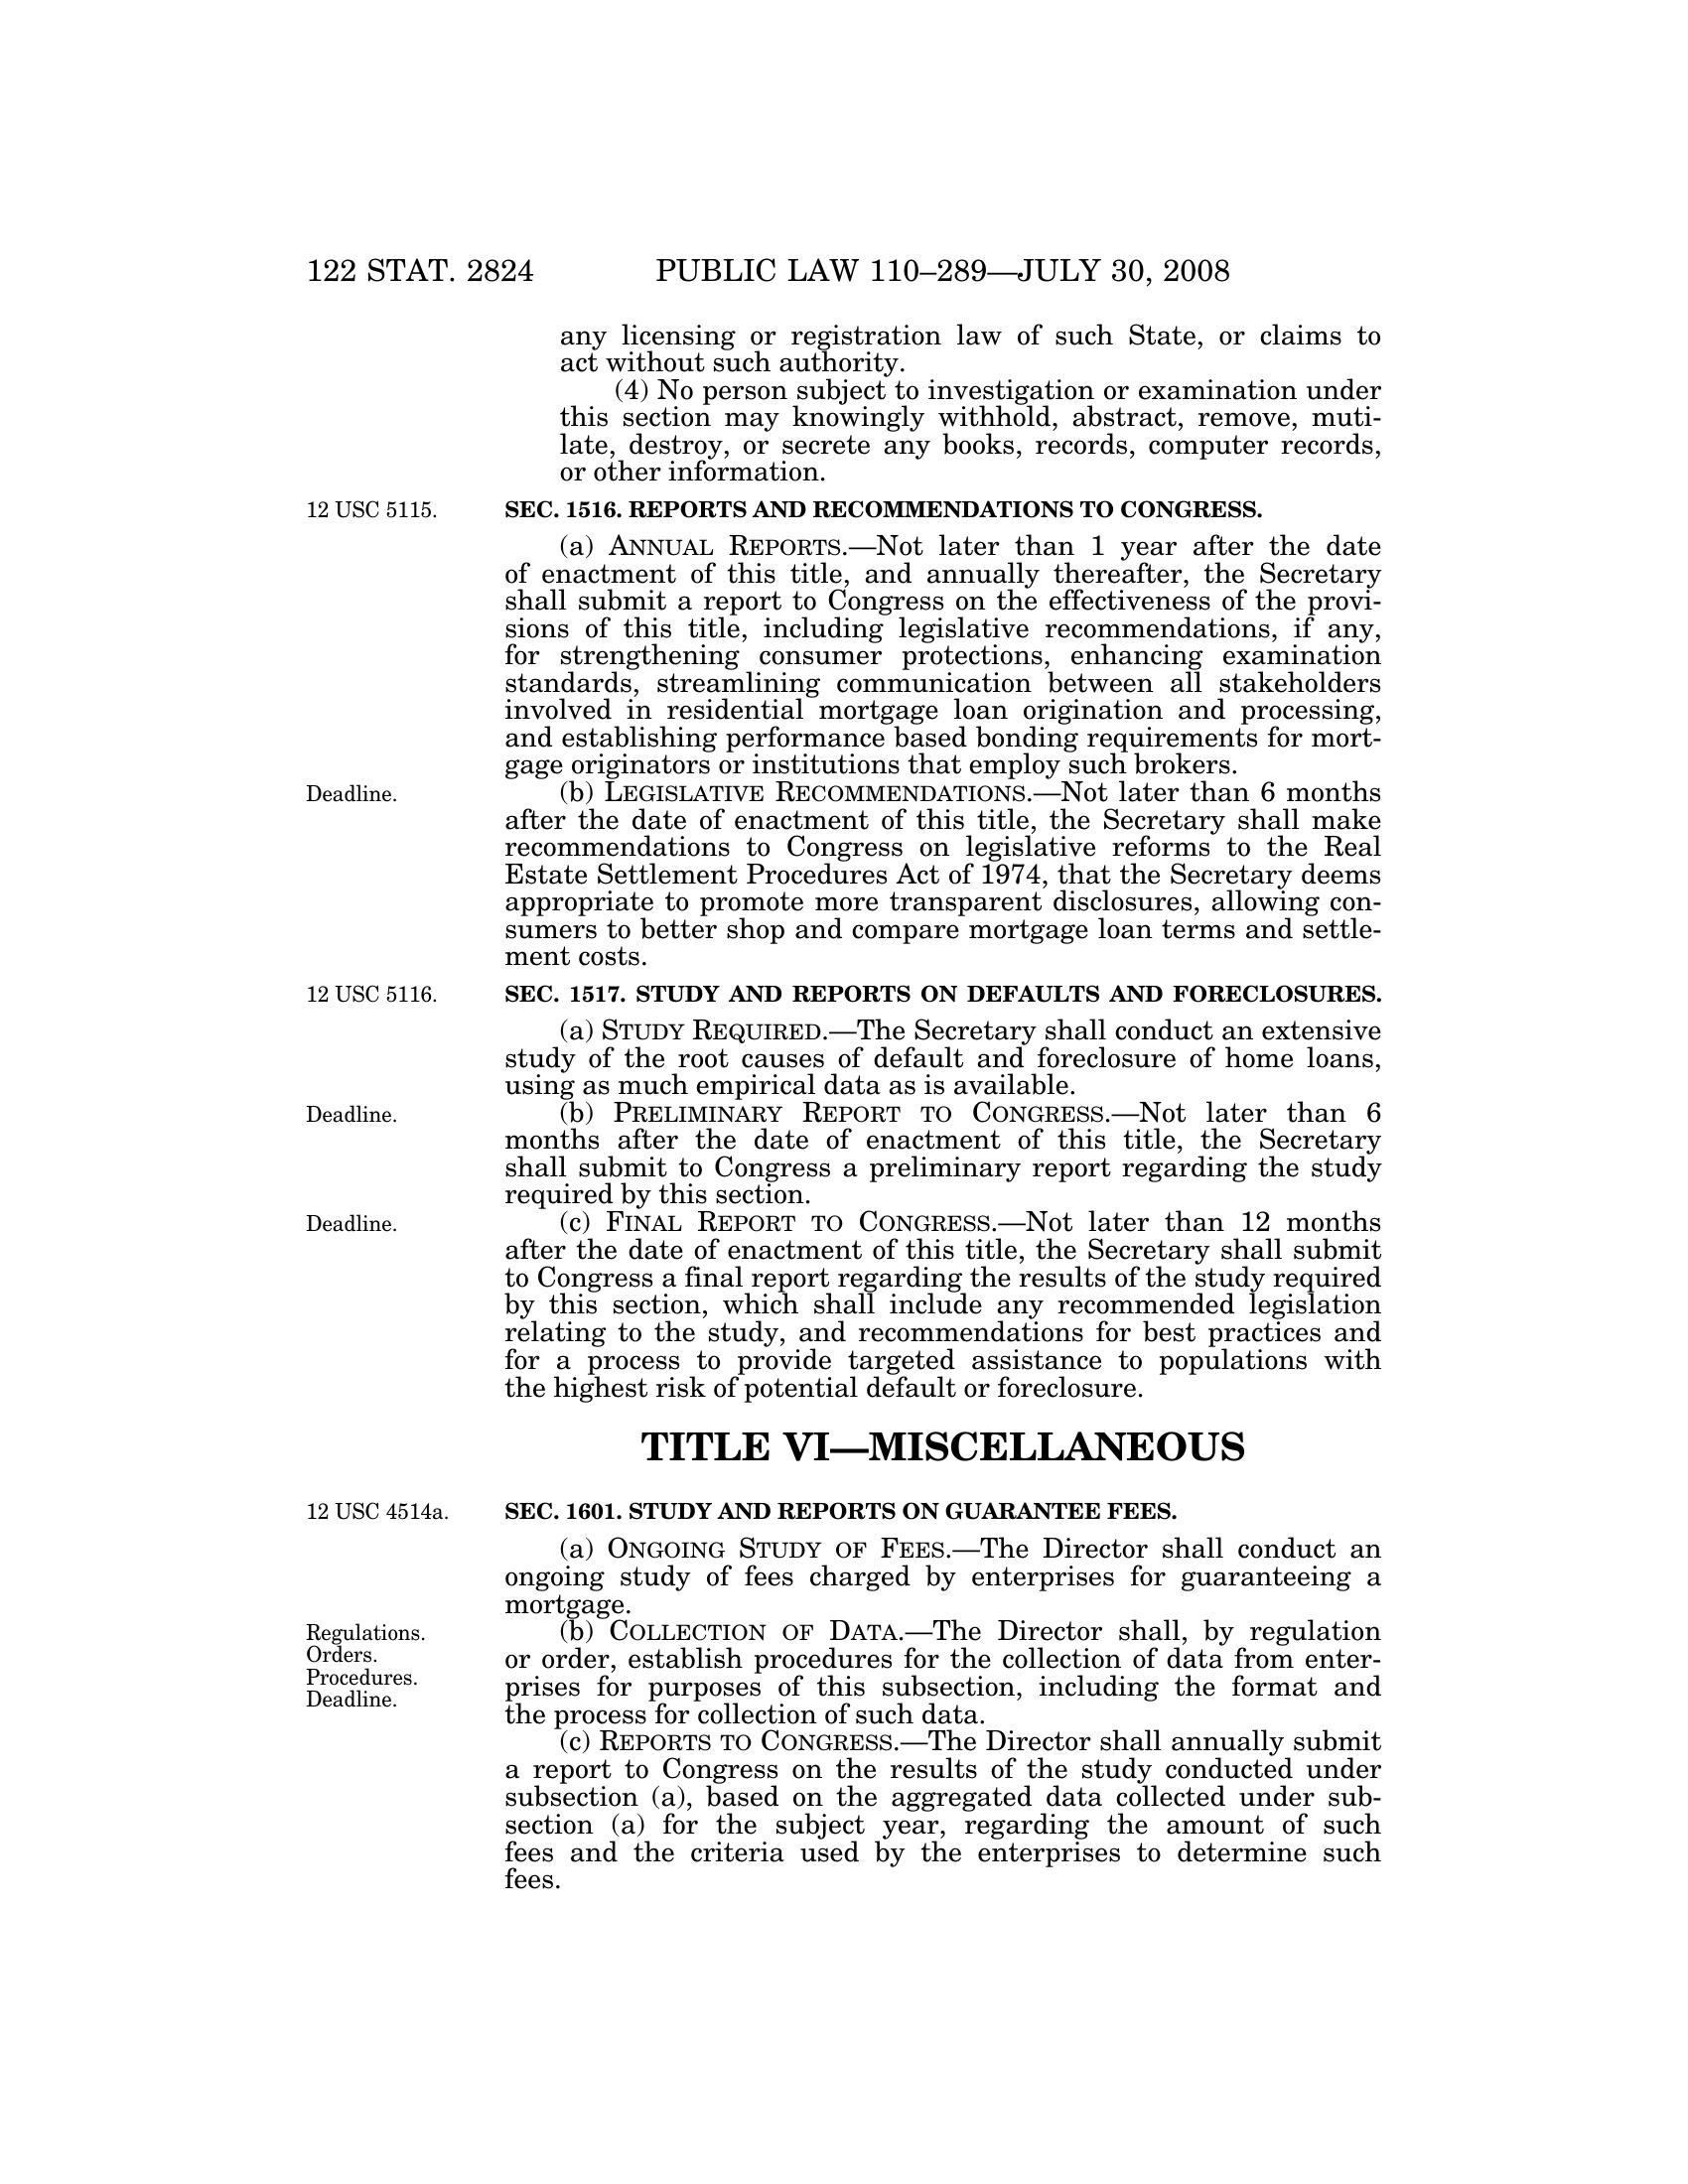 122 STAT. 2824 PUBLIC LAW 110–289—JULY 30, 2008
any licensing or registration law of such State, or claims to
act without such authority.
(4) No person subject to investigation or examination under
this section may knowingly withhold, abstract, remove, muti-
late, destroy, or secrete any books, records, computer records,
or other information.
12 USC 5115.
SEC. 1516. REPORTS AND RECOMMENDATIONS TO CONGRESS.
(a) ANNUAL REPORTS.—Not later than 1 year after the date
of enactment of this title, and annually thereafter, the Secretary
shall submit a report to Congress on the effectiveness of the provi-
sions of this title, including legislative recommendations, if any,
for strengthening consumer protections, enhancing examination
standards, streamlining communication between all stakeholders
involved in residential mortgage loan origination and processing,
and establishing performance based bonding requirements for mort-
gage originators or institutions that employ such brokers.
Deadline.
(b) LEGISLATIVE RECOMMENDATIONS.—Not later than 6 months
after the date of enactment of this title, the Secretary shall make
recommendations to Congress on legislative reforms to the Real
Estate Settlement Procedures Act of 1974, that the Secretary deems
appropriate to promote more transparent disclosures, allowing con-
sumers to better shop and compare mortgage loan terms and settle-
ment costs.
12 USC 5116.
SEC. 1517. STUDY AND REPORTS ON DEFAULTS AND FORECLOSURES.
(a) STUDY REQUIRED.—The Secretary shall conduct an extensive
study of the root causes of default and foreclosure of home loans,
using as much empirical data as is available.
Deadline.
(b) PRELIMINARY REPORT TO CONGRESS.—Not later than 6
months after the date of enactment of this title, the Secretary
shall submit to Congress a preliminary report regarding the study
required by this section.
Deadline.
(c) FINAL REPORT TO CONGRESS.—Not later than 12 months
after the date of enactment of this title, the Secretary shall submit
to Congress a final report regarding the results of the study required
by this section, which shall include any recommended legislation
relating to the study, and recommendations for best practices and
for a process to provide targeted assistance to populations with
the highest risk of potential default or foreclosure.
TITLE VI—MISCELLANEOUS
12 USC 4514a.
SEC. 1601. STUDY AND REPORTS ON GUARANTEE FEES.
(a) ONGOING STUDY OF FEES.—The Director shall conduct an
ongoing study of fees charged by enterprises for guaranteeing a
mortgage.
Regulations.
Orders.
Procedures.
Deadline.
(b) COLLECTION OF DATA.—The Director shall, by regulation
or order, establish procedures for the collection of data from enter-
prises for purposes of this subsection, including the format and
the process for collection of such data.
(c) REPORTS TO CONGRESS.—The Director shall annually submit
a report to Congress on the results of the study conducted under
subsection (a), based on the aggregated data collected under sub-
section (a) for the subject year, regarding the amount of such
fees and the criteria used by the enterprises to determine such
fees.